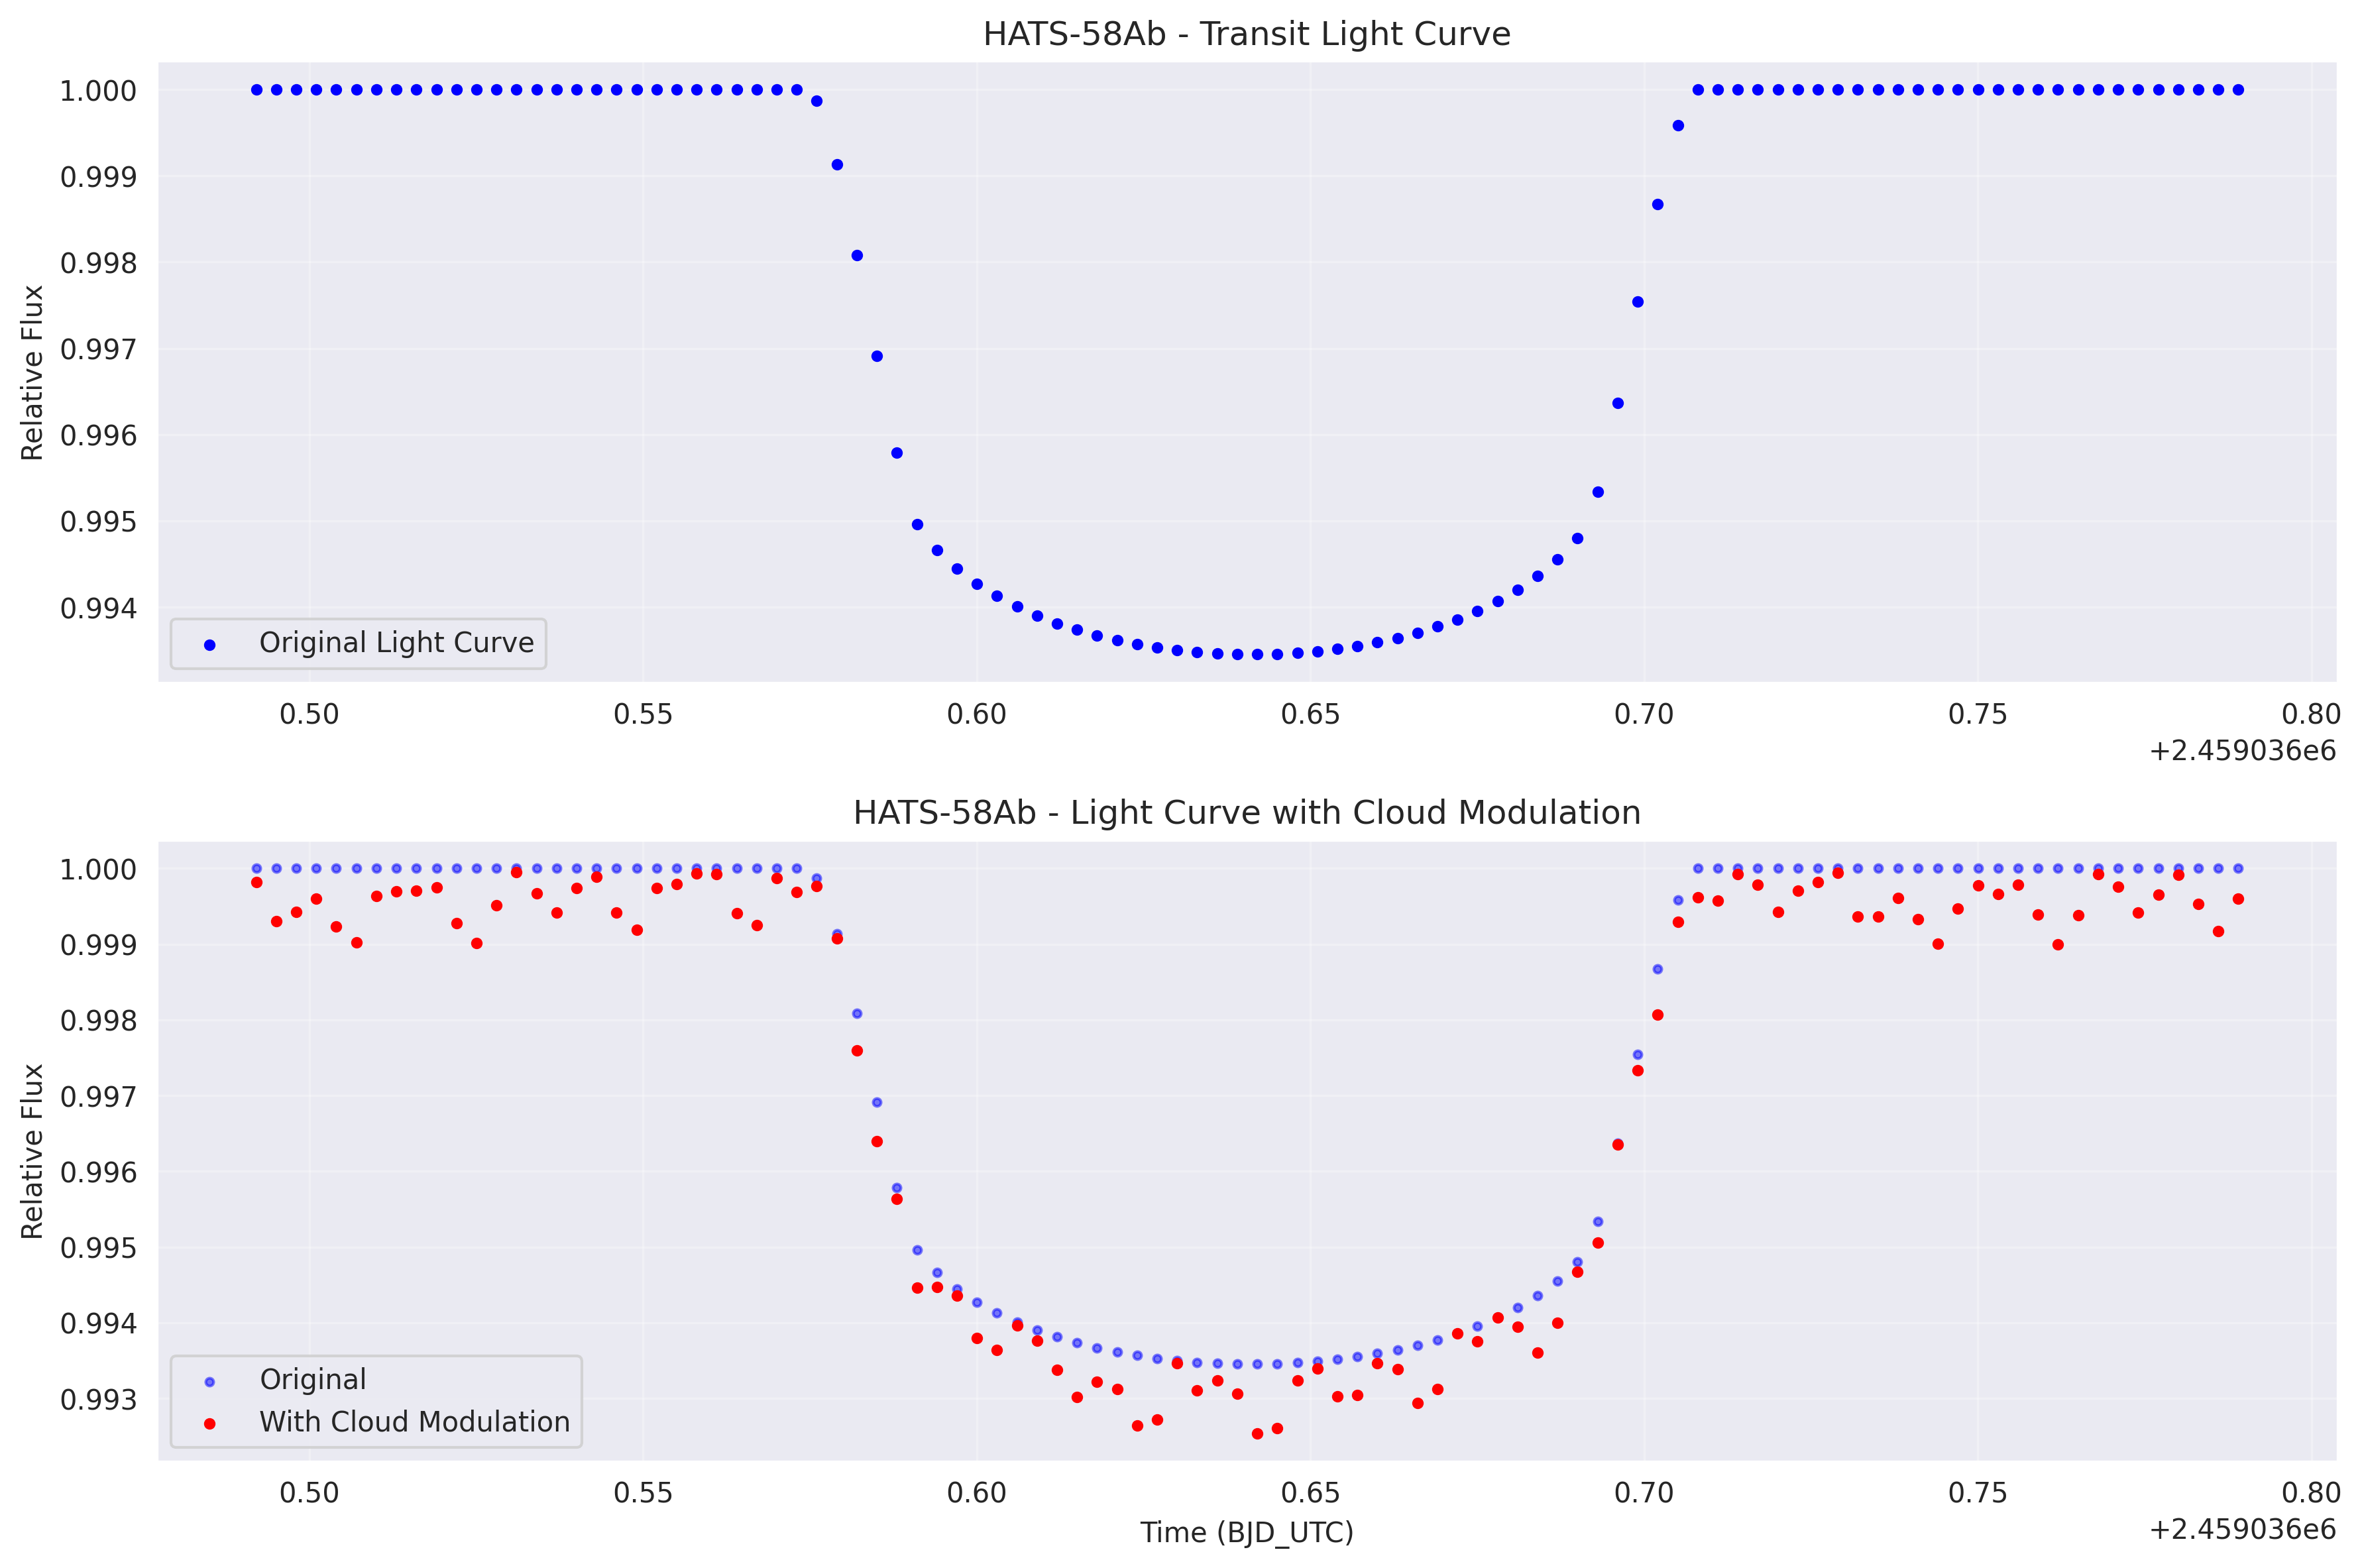 HATS-58Ab - Transit Light Curve
Relative Flux
1.000
0.999
0.998
0.997
0.996
0.995
0.994
Original Light Curve
0.50 0.55 0.60 0.65 0.70 0.75 0.80
+2.459036e6
HATS-58Ab - Light Curve with Cloud Modulation
Relative Flux
1.000
0.999
0.998
0.997
0.996
0.995
0.994
0.993
Original
With Cloud Modulation
0.50 0.55 0.60 0.65 0.70 0.75 0.80
Time (BJD_UTC)
+2.459036e6